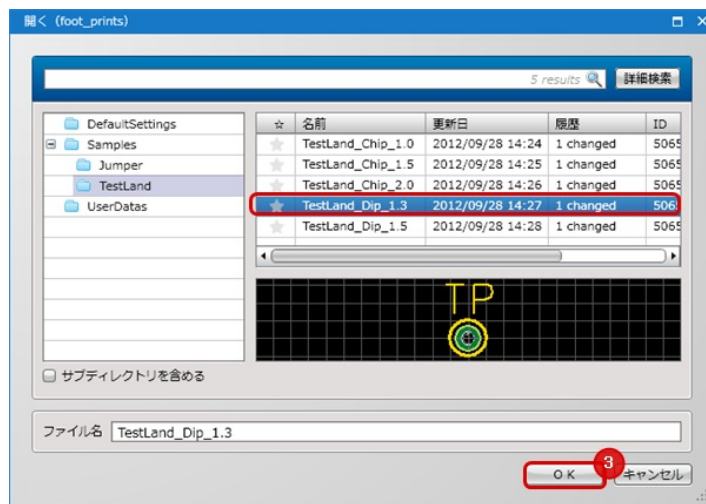 開く (foot_prints)
5 results 詳細検索
DefaultSettings
Samples
Jumper
TestLand
UserDatas
☆ 名前 更新日 履歴 ID
TestLand_Chip_1.0 2012/09/28 14:24 1 changed 5065
TestLand_Chip_1.5 2012/09/28 14:25 1 changed 5065
TestLand_Chip_2.0 2012/09/28 14:26 1 changed 5065
TestLand_Dip_1.3 2012/09/28 14:27 1 changed 5065
TestLand_Dip_1.5 2012/09/28 14:28 1 changed 5065
TP
サブディレクトリを含める
ファイル名 TestLand_Dip_1.3
3
OK キャンセル